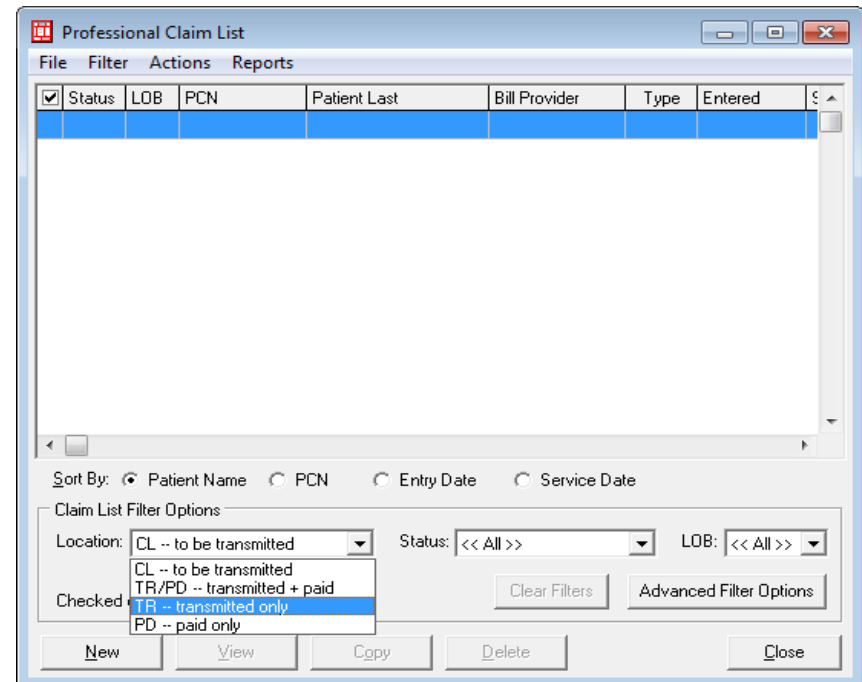 Professional Claim List
File Filter Actions Reports
Status LOB PCN Patient Last Bill Provider Type Entered
Sort By: Patient Name PCN Entry Date Service Date
Claim List Filter Options
Location: CL -- to be transmitted Status: << All >> LOB: << All >>
CL -- to be transmitted
TR/PD -- transmitted + paid
Checked TR -- transmitted only Clear Filters Advanced Filter Options
PD -- paid only
New View Copy Delete Close